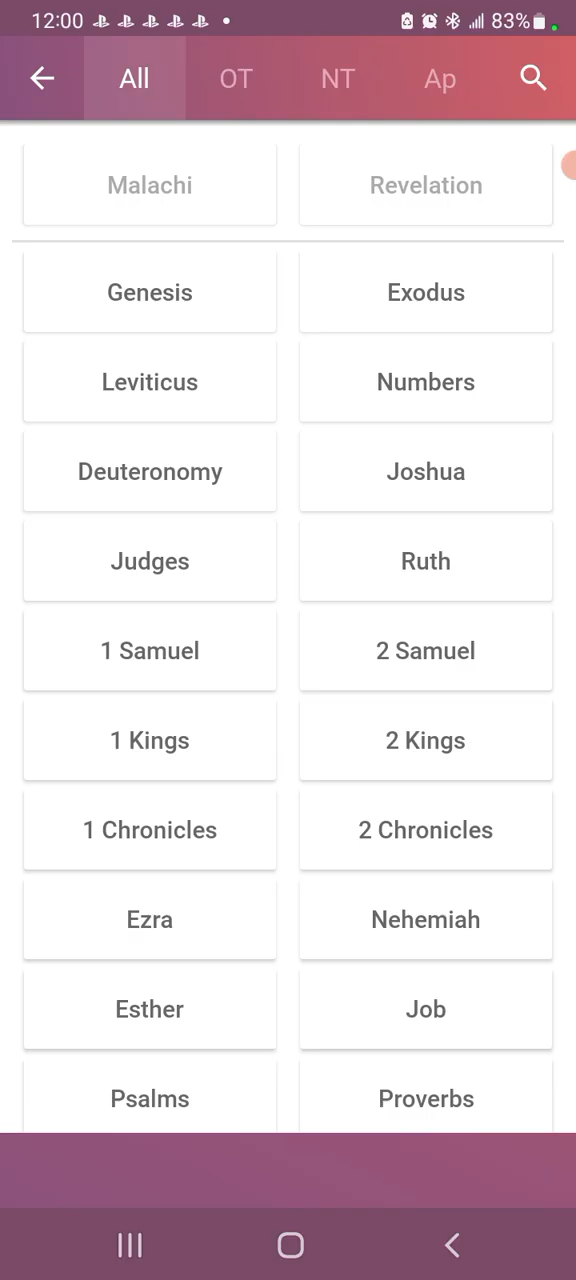 12:00 83%
All OT NT Ap
Malachi Revelation
Genesis Exodus
Leviticus Numbers
Deuteronomy Joshua
Judges Ruth
1 Samuel 2 Samuel
1 Kings 2 Kings
1 Chronicles 2 Chronicles
Ezra Nehemiah
Esther Job
Psalms Proverbs